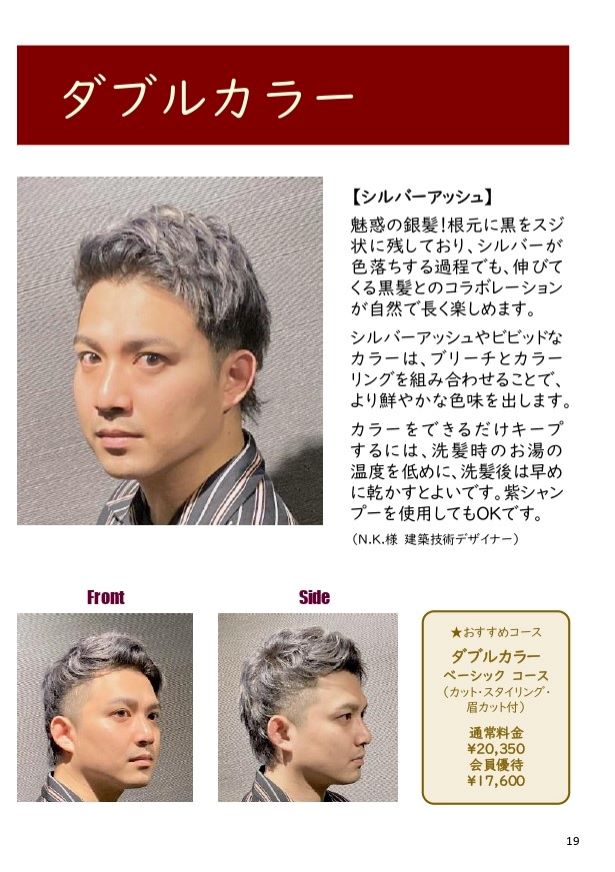 ダブルカラー
【シルバーアッシュ】
魅惑の銀髪！根元に黒をスジ
状に残しており、シルバーが
色落ちする過程でも、伸びて
くる黒髪とのコラボレーション
が自然で長く楽しめます。
シルバーアッシュやビビッドな
カラーは、ブリーチとカラー
リングを組み合わせることで、
より鮮やかな色味を出します。
カラーをできるだけキープ
するには、洗髪時のお湯の
温度を低めに、洗髪後は早め
に乾かすとよいです。紫シャン
プーを使用してもOKです。
（N.K.様 建築技術デザイナー）
Front
Side
★おすすめコース
ダブルカラー
ベーシック コース
（カット・スタイリング・
眉カット付）
通常料金
¥20,350
会員優待
¥17,600
19